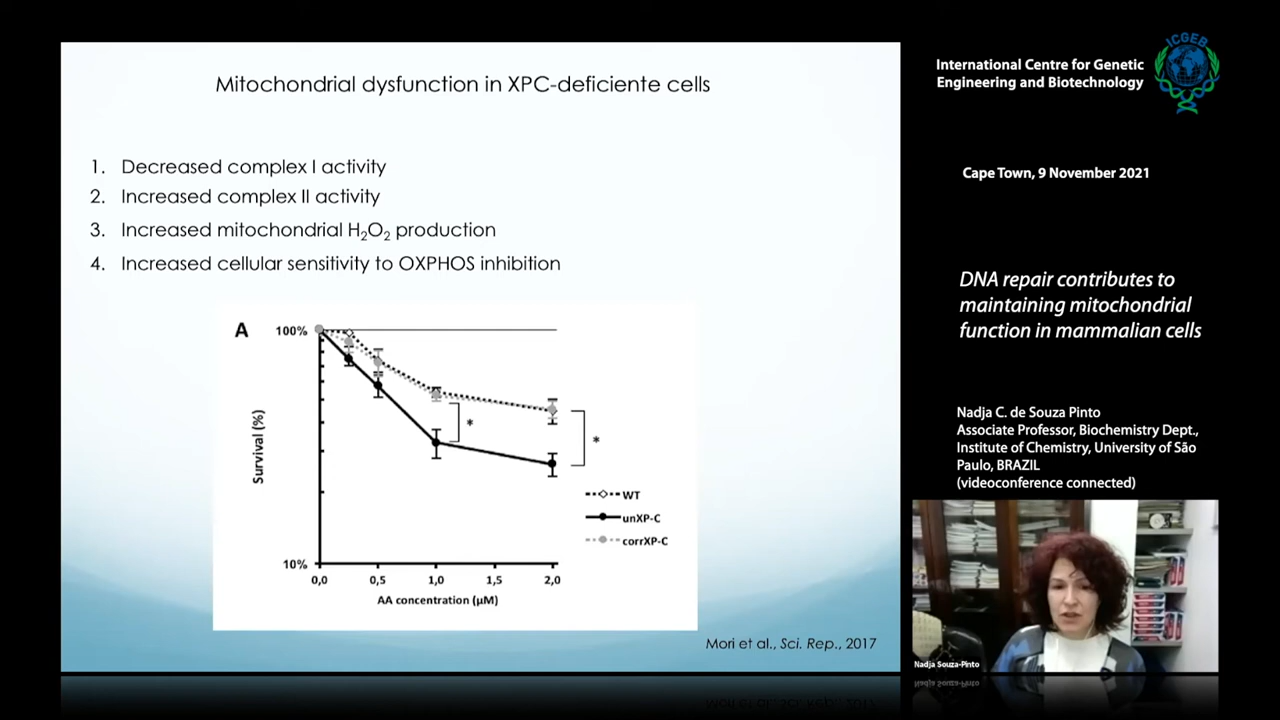 Mitochondrial dysfunction in XPC-deficiente cells
1. Decreased complex I activity
2. Increased complex II activity
3. Increased mitochondrial H₂O₂ production
4. Increased cellular sensitivity to OXPHOS inhibition
A
100%
10%
Survival (%)
*
*
WT
unXP-C
corrXP-C
0,0 0,5 1,0 1,5 2,0
AA concentration (μM)
Mori et al., Sci. Rep., 2017
International Centre for Genetic
Engineering and Biotechnology
ICGEB
Cape Town, 9 November 2021
DNA repair contributes to
maintaining mitochondrial
function in mammalian cells
Nadja C. de Souza Pinto
Associate Professor, Biochemistry Dept.,
Institute of Chemistry, University of São
Paulo, BRAZIL
(videoconference connected)
Nadja Souza-Pinto